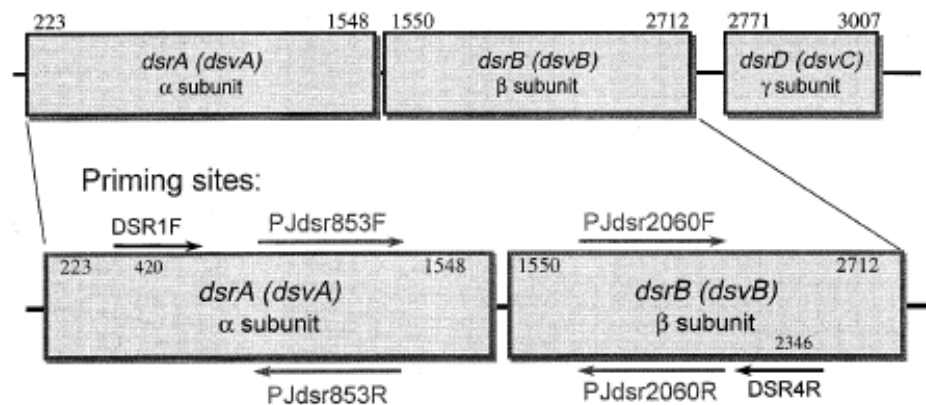 223 1548 1550 2712 2771 3007
dsrA (dsvA) dsrB (dsvB) dsrD (dsvC)
α subunit β subunit γ subunit
Priming sites:
DSR1F PJdsr853F PJdsr2060F
223 420 1548 1550 2712
dsrA (dsvA) dsrB (dsvB)
α subunit β subunit
2346
PJdsr853R PJdsr2060R DSR4R